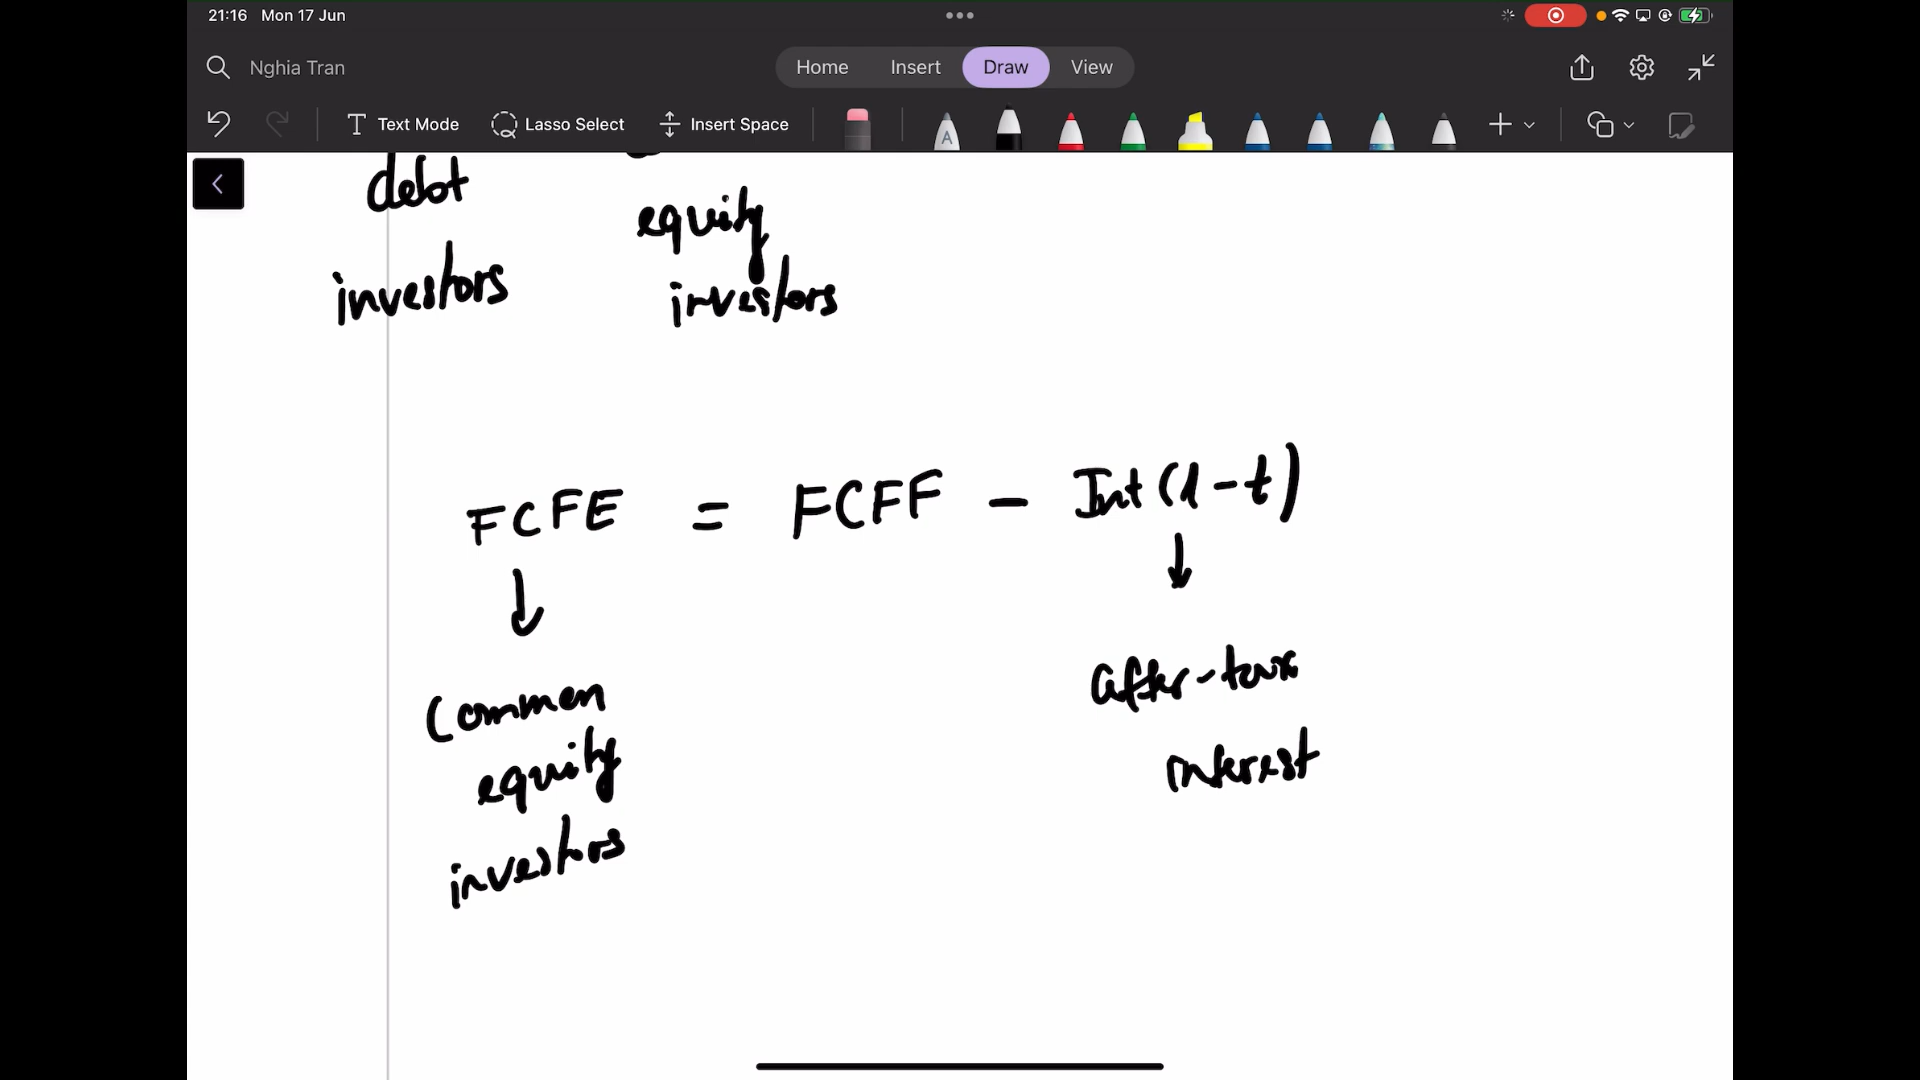 21:16 Mon 17 Jun
Nghia Tran
Home Insert Draw View
Text Mode Lasso Select Insert Space
A
debt
equity
investors
investors
FCFE = FCFF - Int (1-t)
Common
equity
investors
after-tax
interest